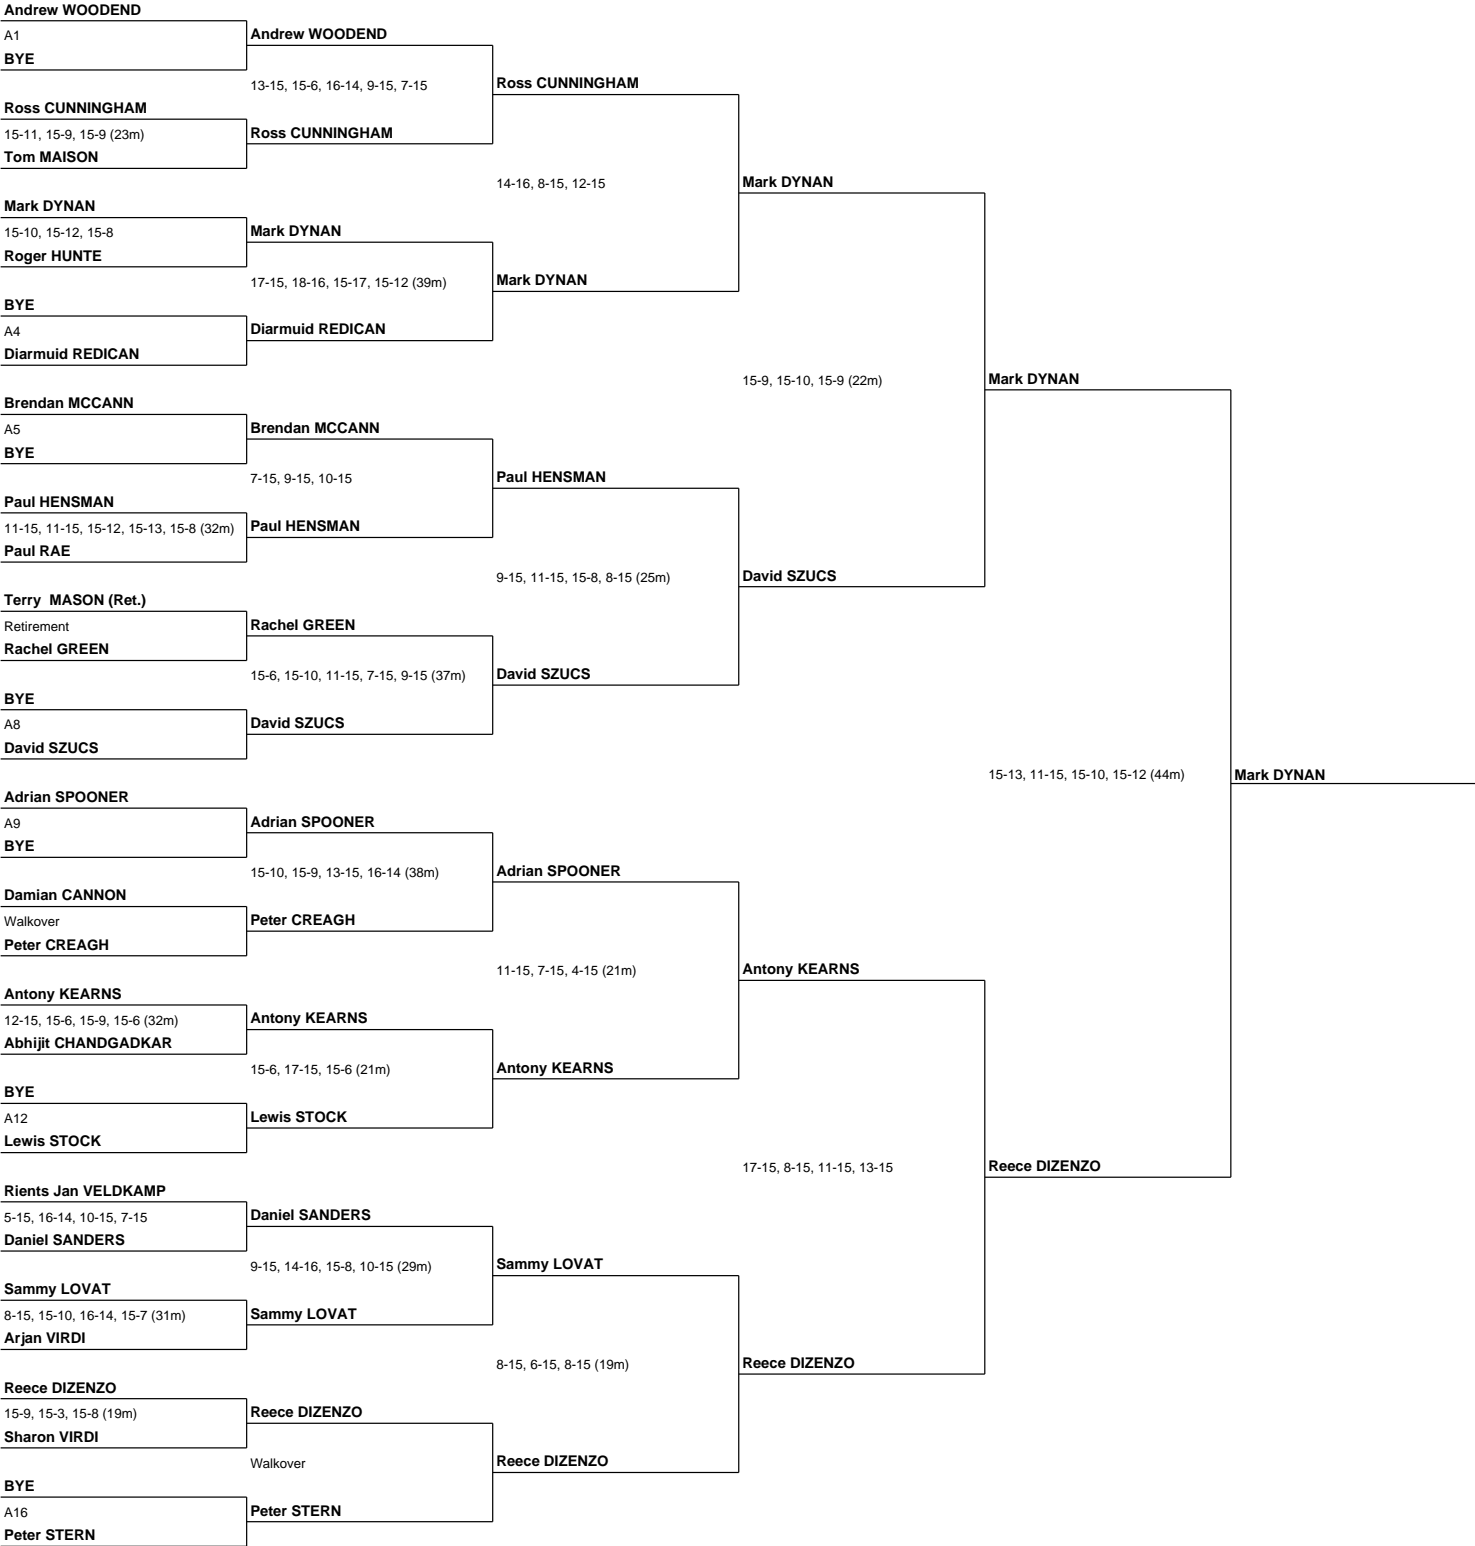 Andrew WOODEND
A1
BYE
Ross CUNNINGHAM
15-11, 15-9, 15-9 (23m)
Tom MAISON
Mark DYNAN
15-10, 15-12, 15-8
Roger HUNTE
BYE
A4
Diarmuid REDICAN
Brendan MCCANN
A5
BYE
Paul HENSMAN
11-15, 11-15, 15-12, 15-13, 15-8 (32m)
Paul RAE
Terry  MASON (Ret.)
Retirement
Rachel GREEN
BYE
A8
David SZUCS
Adrian SPOONER
A9
BYE
Damian CANNON
Walkover
Peter CREAGH
Antony KEARNS
12-15, 15-6, 15-9, 15-6 (32m)
Abhijit CHANDGADKAR
BYE
A12
Lewis STOCK
Rients Jan VELDKAMP
5-15, 16-14, 10-15, 7-15
Daniel SANDERS
Sammy LOVAT
8-15, 15-10, 16-14, 15-7 (31m)
Arjan VIRDI
Reece DIZENZO
15-9, 15-3, 15-8 (19m)
Sharon VIRDI
BYE
A16
Peter STERN
Andrew WOODEND
13-15, 15-6, 16-14, 9-15, 7-15
Ross CUNNINGHAM
Mark DYNAN
17-15, 18-16, 15-17, 15-12 (39m)
Diarmuid REDICAN
Brendan MCCANN
7-15, 9-15, 10-15
Paul HENSMAN
Rachel GREEN
15-6, 15-10, 11-15, 7-15, 9-15 (37m)
David SZUCS
Adrian SPOONER
15-10, 15-9, 13-15, 16-14 (38m)
Peter CREAGH
Antony KEARNS
15-6, 17-15, 15-6 (21m)
Lewis STOCK
Daniel SANDERS
9-15, 14-16, 15-8, 10-15 (29m)
Sammy LOVAT
Reece DIZENZO
Walkover
Peter STERN
Ross CUNNINGHAM
14-16, 8-15, 12-15
Mark DYNAN
Paul HENSMAN
9-15, 11-15, 15-8, 8-15 (25m)
David SZUCS
Adrian SPOONER
11-15, 7-15, 4-15 (21m)
Antony KEARNS
Sammy LOVAT
8-15, 6-15, 8-15 (19m)
Reece DIZENZO
Mark DYNAN
15-9, 15-10, 15-9 (22m)
David SZUCS
Antony KEARNS
17-15, 8-15, 11-15, 13-15
Reece DIZENZO
Mark DYNAN
15-13, 11-15, 15-10, 15-12 (44m)
Reece DIZENZO
Mark DYNAN